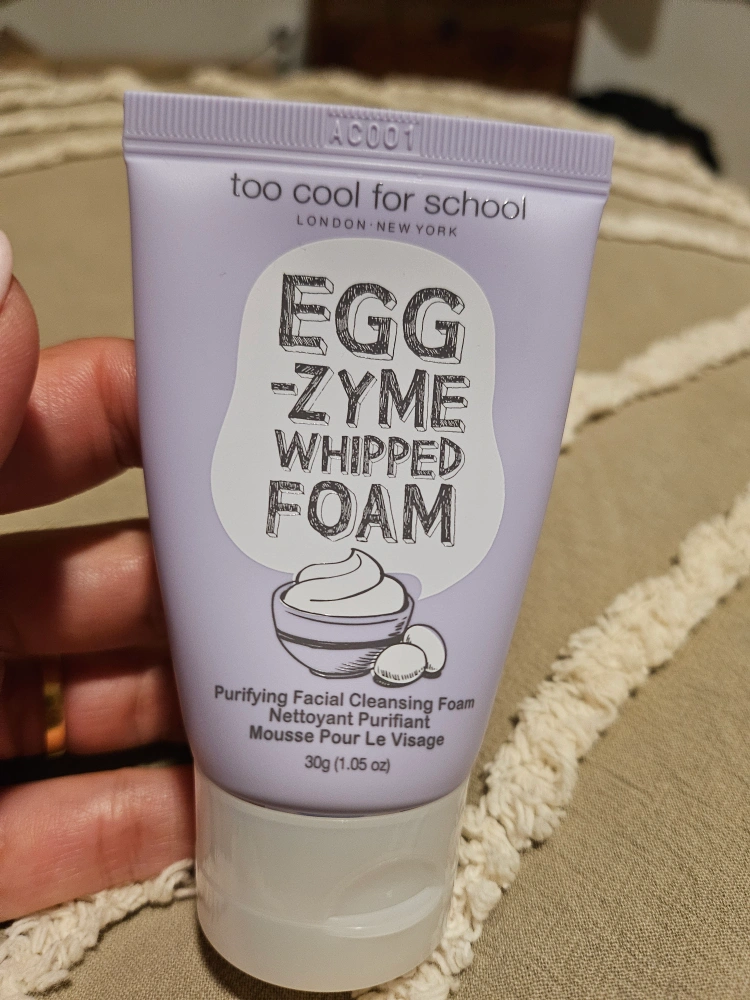 AC001
too cool for school
LONDON·NEW YORK
EGG
-ZYME
WHIPPED
FOAM
Purifying Facial Cleansing Foam
Nettoyant Purifiant
Mousse Pour Le Visage
30g (1.05 oz)